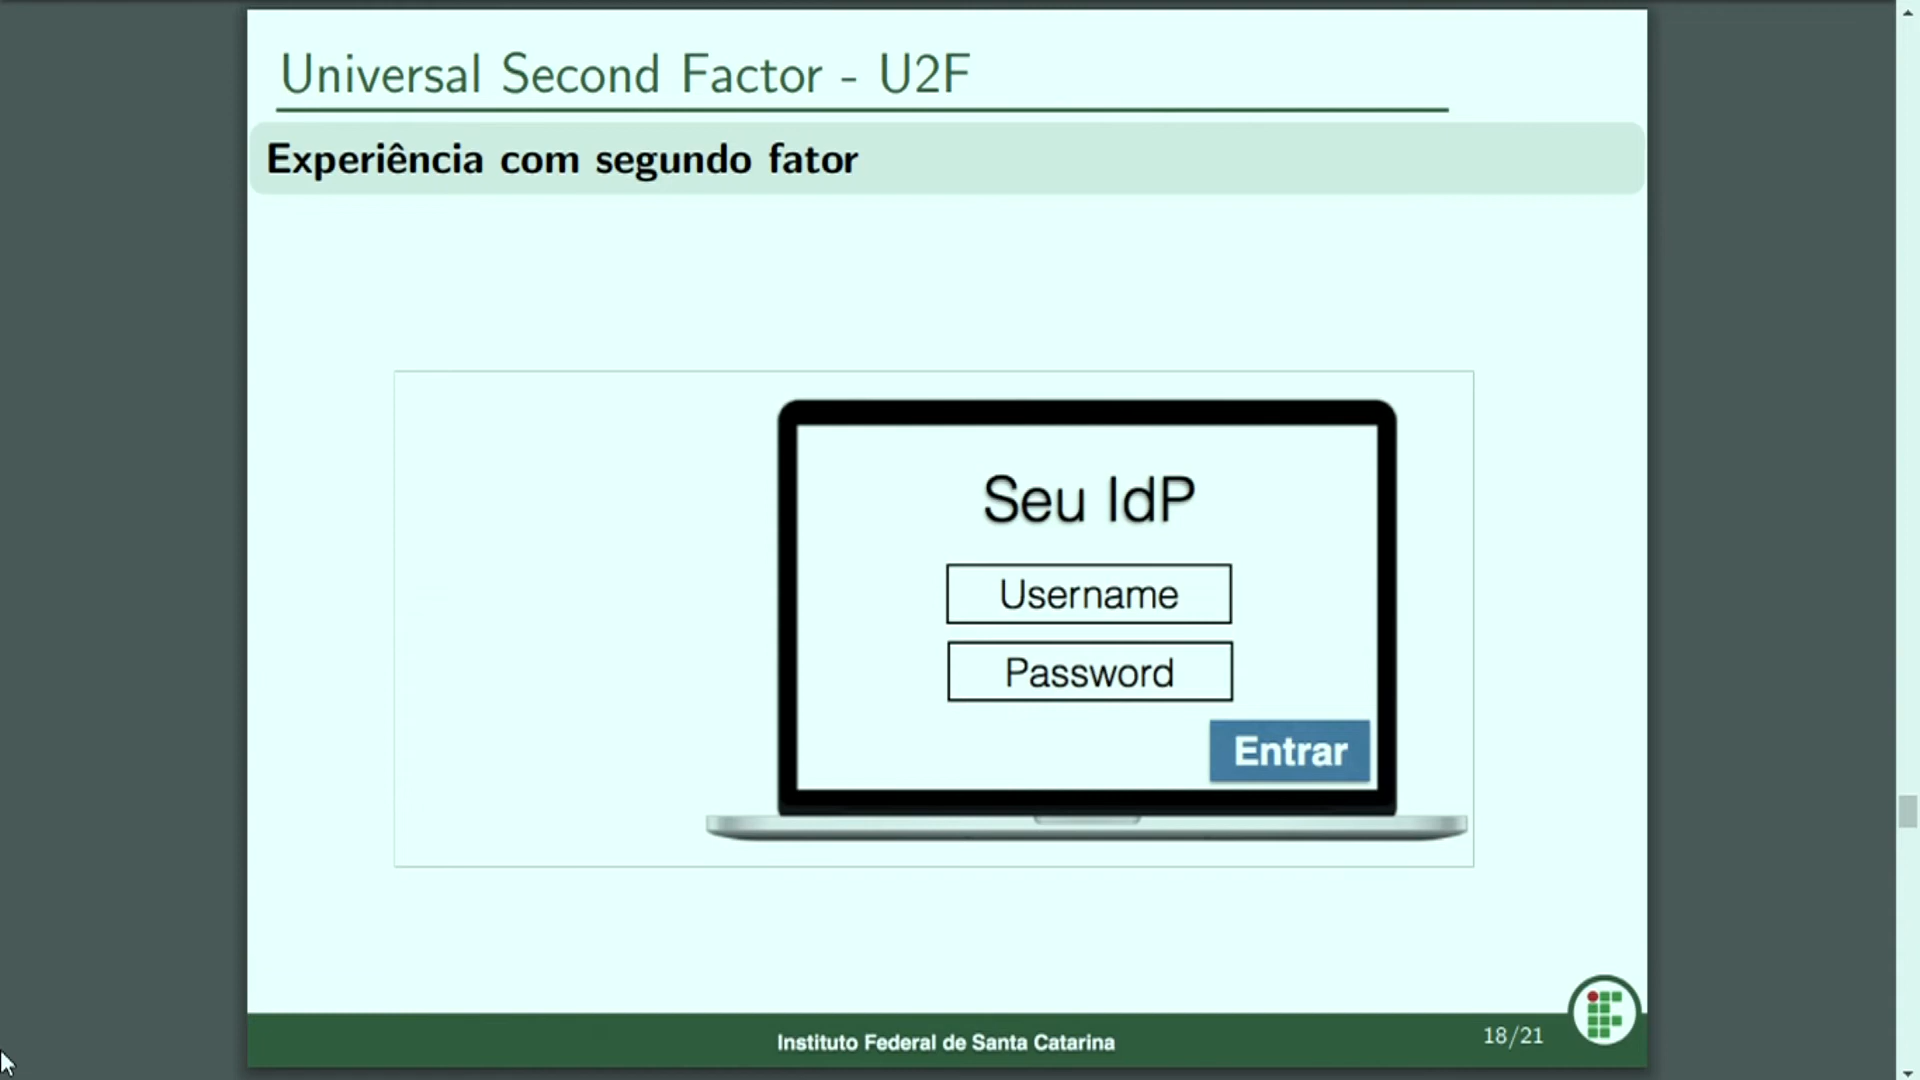 Universal Second Factor - U2F
Experiência com segundo fator
Seu IdP
Username
Password
Entrar
Instituto Federal de Santa Catarina
18/21